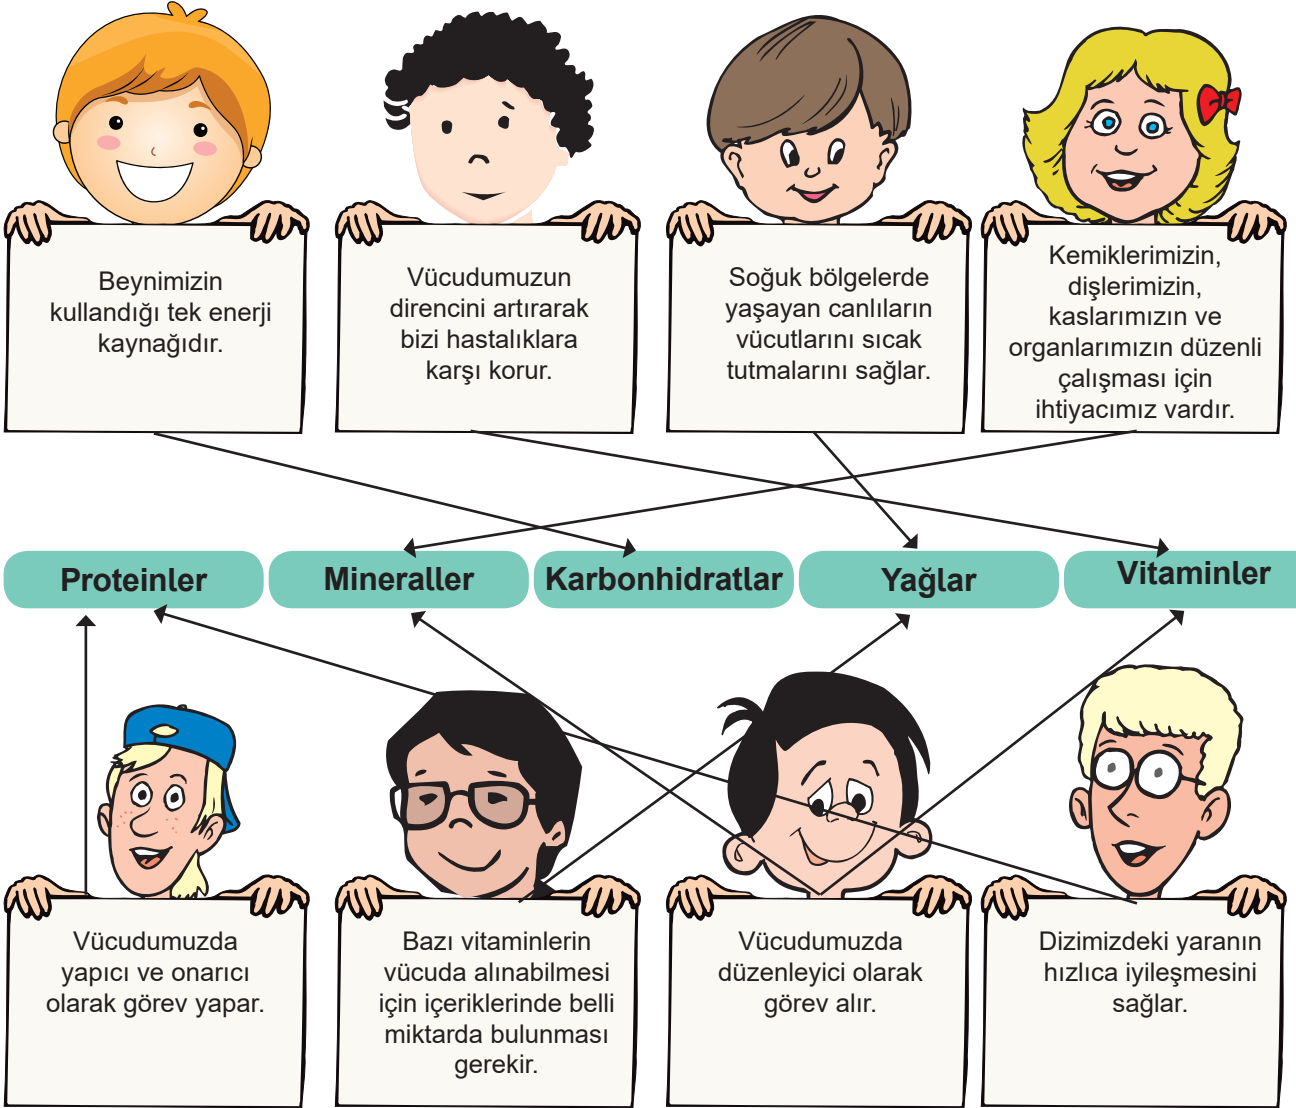 Beynimizin
kullandığı tek enerji
kaynağıdır.
Vücudumuzun
direncini artırarak
bizi hastalıklara
karşı korur.
Soğuk bölgelerde
yaşayan canlıların
vücutlarını sıcak
tutmalarını sağlar.
Kemiklerimizin,
dişlerimizin,
kaslarımızın ve
organlarımızın düzenli
çalışması için
ihtiyacımız vardır.
Proteinler
Mineraller
Karbonhidratlar
Yağlar
Vitaminler
Vücudumuzda
yapıcı ve onarıcı
olarak görev yapar.
Bazı vitaminlerin
vücuda alınabilmesi
için içeriklerinde belli
miktarda bulunması
gerekir.
Vücudumuzda
düzenleyici olarak
görev alır.
Dizimizdeki yaranın
hızlıca iyileşmesini
sağlar.